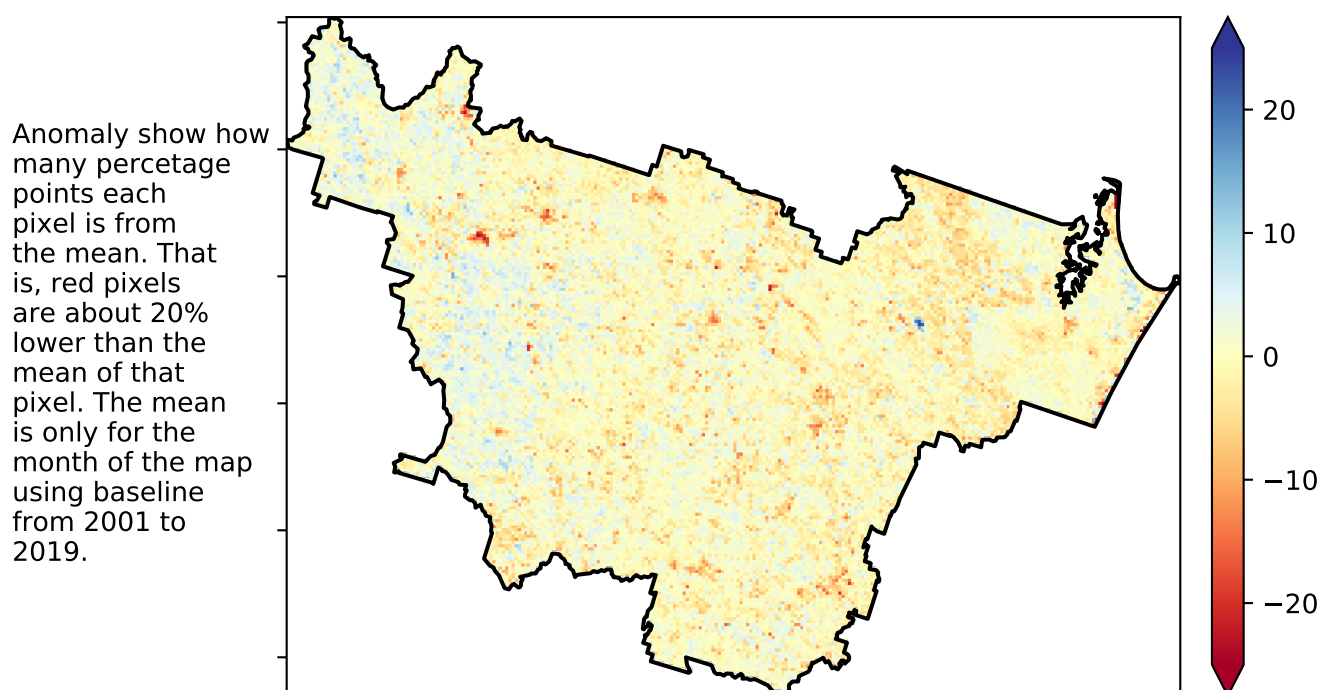 Anomaly show how
many percetage
points each
pixel is from
the mean. That
is, red pixels
are about 20%
lower than the
mean of that
pixel. The mean
is only for the
month of the map
using baseline
from 2001 to
2019.
20
10
0
−10
−20